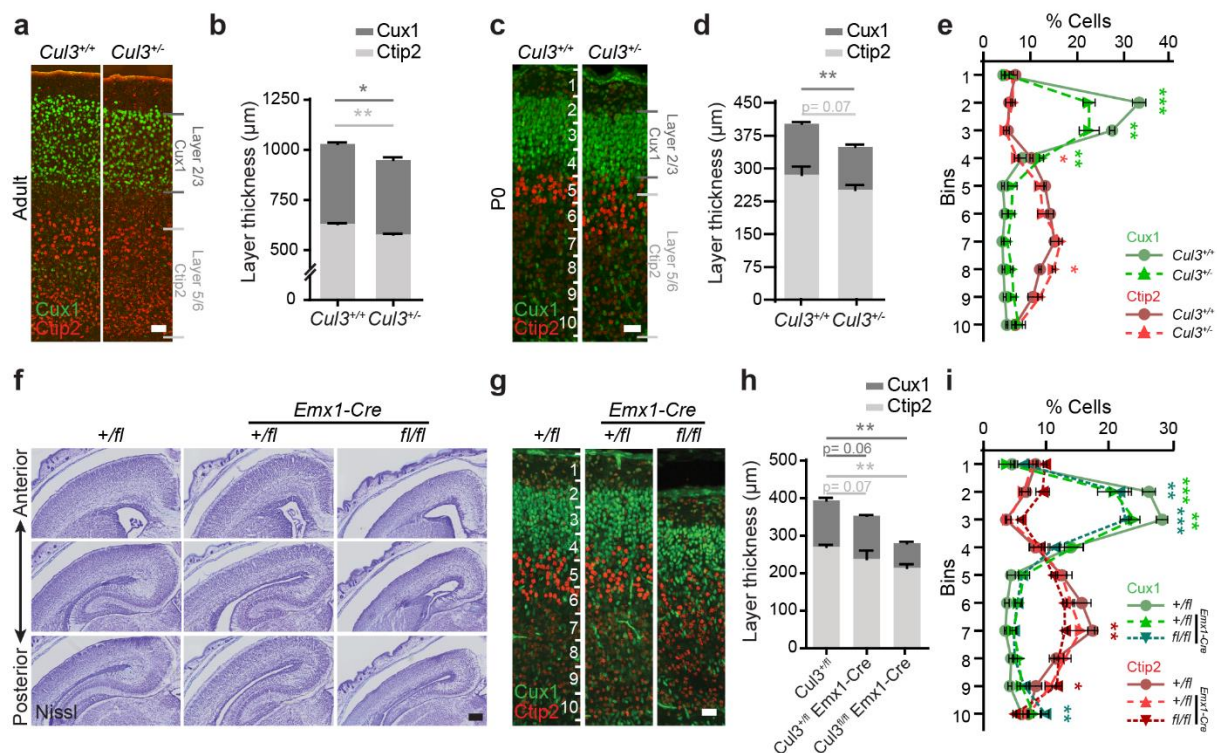 a
Cul3+/+ Cul3+/-
Adult
Cux1
Ctip2
Layer 2/3
Cux1
Layer 5/6
Ctip2
b
Cux1
Ctip2
Layer thickness (µm)
1250
1000
750
500
0
*
**
Cul3+/+ Cul3+/-
c
Cul3+/+ Cul3+/-
P0
1
2
3
4
5
6
7
8
9
10
Cux1
Ctip2
Layer 2/3
Cux1
Layer 5/6
Ctip2
d
Cux1
Ctip2
Layer thickness (µm)
450
375
300
225
150
75
0
**
p= 0.07
Cul3+/+ Cul3+/-
e
% Cells
0 10 20 30 40
Bins
1
2
3
4
5
6
7
8
9
10
***
**
* **
*
Cux1
Cul3+/+
Cul3+/-
Ctip2
Cul3+/+
Cul3+/-
f
Emx1-Cre
+/fl +/fl fl/fl
Anterior
Posterior
Nissl
g
Emx1-Cre
+/fl +/fl fl/fl
1
2
3
4
5
6
7
8
9
10
Cux1
Ctip2
h
Cux1
Ctip2
Layer thickness (µm)
400
300
200
100
0
**
p= 0.06
**
p= 0.07
Cul3+/fl
Cul3+/fl Emx1-Cre
Cul3fl/fl Emx1-Cre
i
% Cells
0 10 20 30
Bins
1
2
3
4
5
6
7
8
9
10
** ***
*** **
**
*
**
Cux1
+/fl
+/fl
fl/fl
Emx1-Cre
Ctip2
+/fl
+/fl
fl/fl
Emx1-Cre